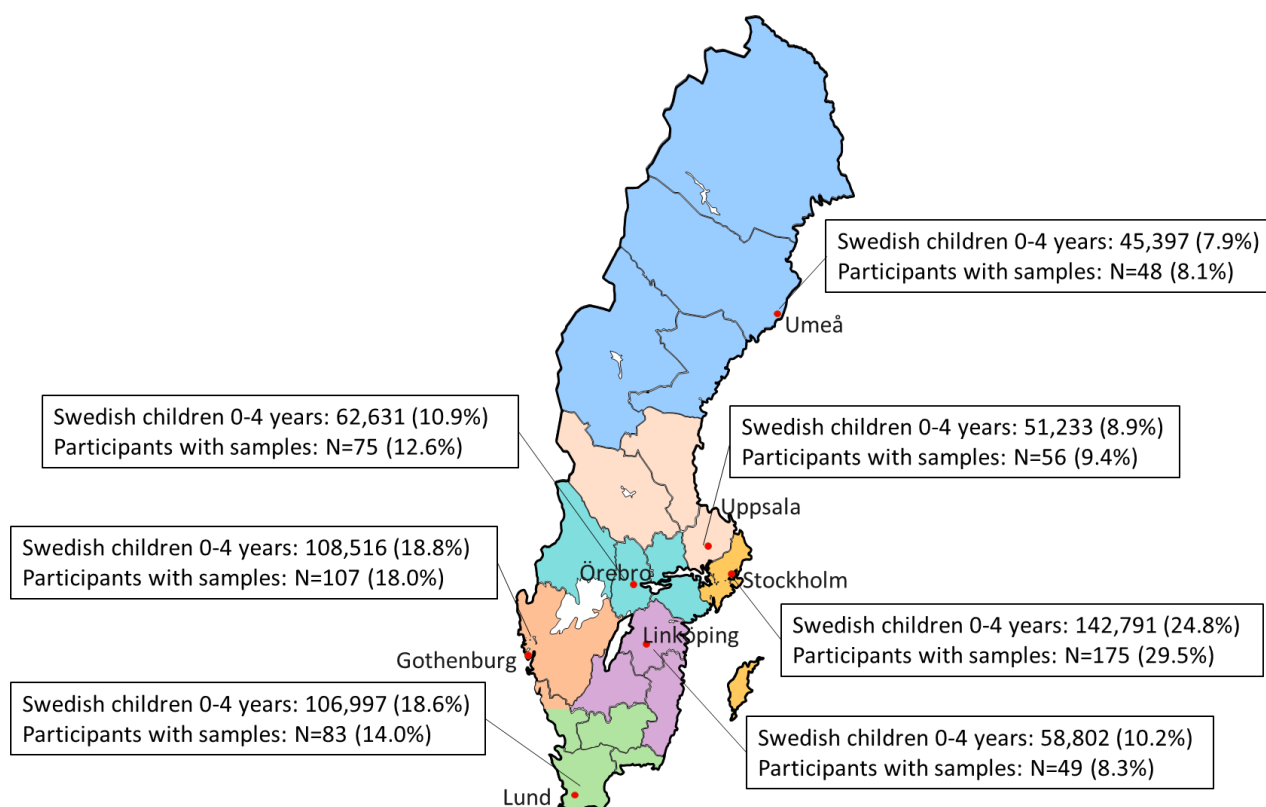 Swedish children 0-4 years: 45,397 (7.9%)
Participants with samples: N=48 (8.1%)
Umeå
Swedish children 0-4 years: 62,631 (10.9%)
Participants with samples: N=75 (12.6%)
Swedish children 0-4 years: 51,233 (8.9%)
Participants with samples: N=56 (9.4%)
Uppsala
Swedish children 0-4 years: 108,516 (18.8%)
Participants with samples: N=107 (18.0%)
Örebro
Stockholm
Swedish children 0-4 years: 142,791 (24.8%)
Participants with samples: N=175 (29.5%)
Linköping
Gothenburg
Swedish children 0-4 years: 106,997 (18.6%)
Participants with samples: N=83 (14.0%)
Swedish children 0-4 years: 58,802 (10.2%)
Participants with samples: N=49 (8.3%)
Lund